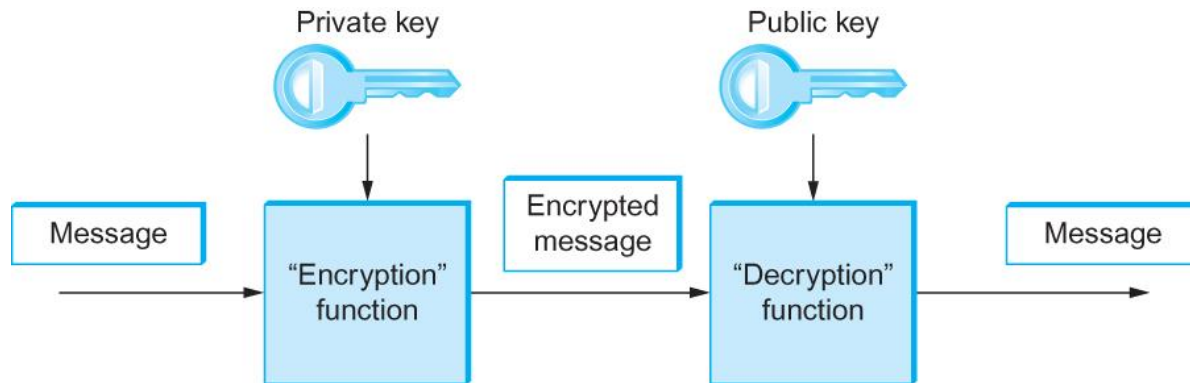 Private key
Public key
Message
“Encryption”
function
Encrypted
message
“Decryption”
function
Message